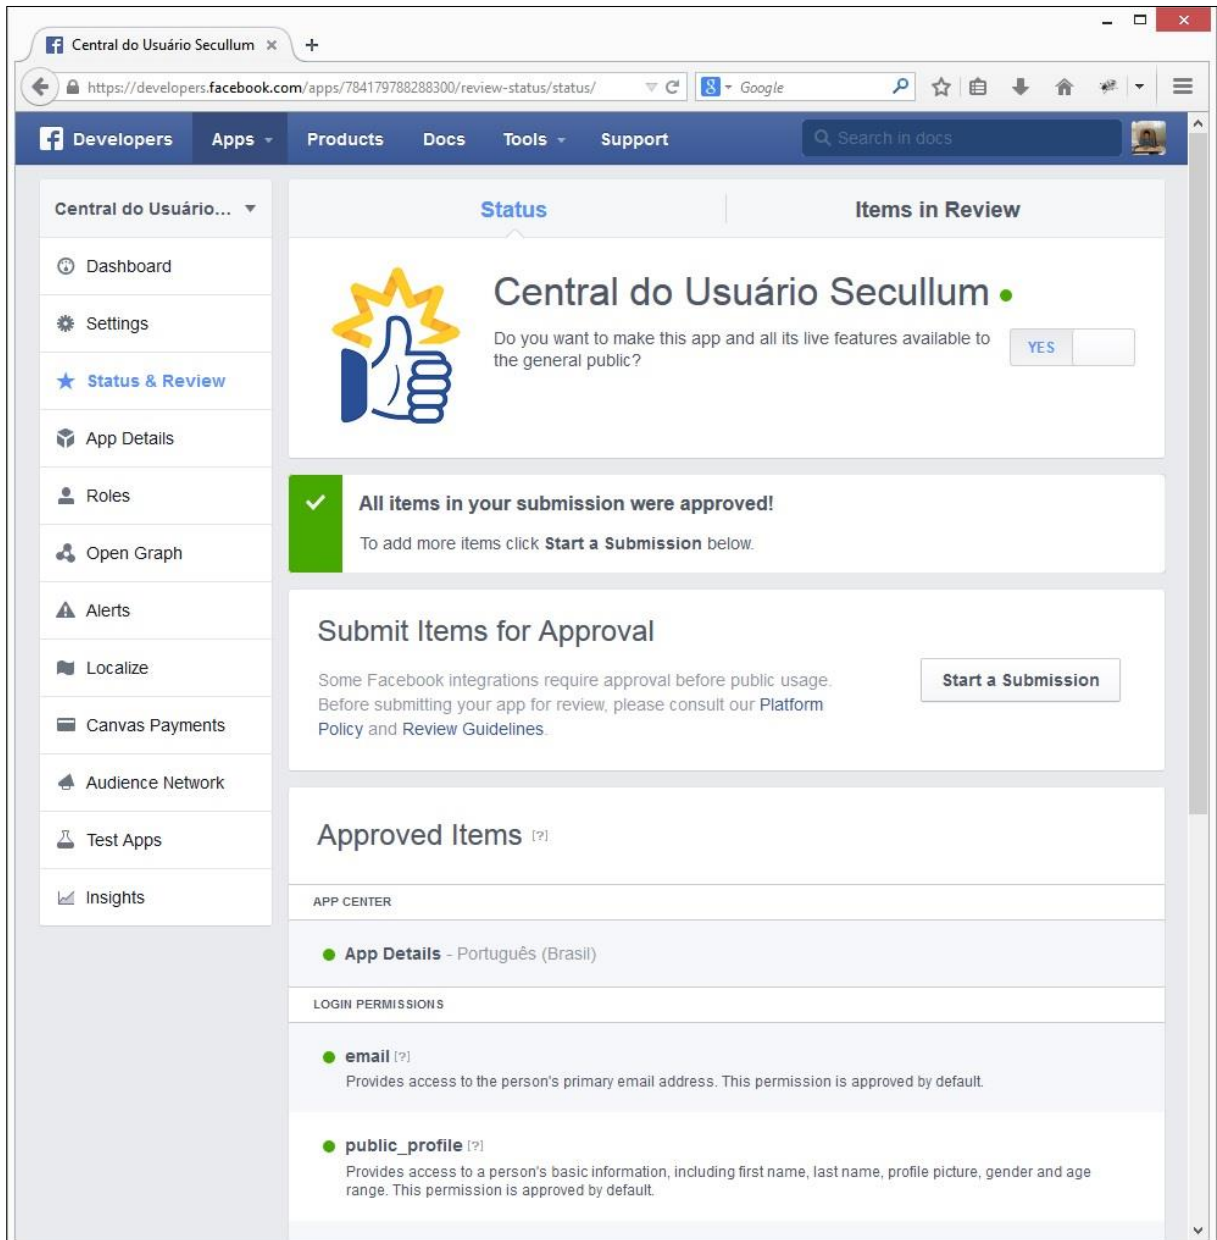 Central do Usuário Secullum
https://developers.facebook.com/apps/784179788288300/review-status/status/
Google
Developers
Apps
Products
Docs
Tools
Support
Search in docs
Central do Usuário...
Dashboard
Settings
Status & Review
App Details
Roles
Open Graph
Alerts
Localize
Canvas Payments
Audience Network
Test Apps
Insights
Status
Items in Review
Central do Usuário Secullum
Do you want to make this app and all its live features available to
the general public?
YES
All items in your submission were approved!
To add more items click Start a Submission below.
Submit Items for Approval
Some Facebook integrations require approval before public usage.
Before submitting your app for review, please consult our Platform
Policy and Review Guidelines.
Start a Submission
Approved Items [?]
APP CENTER
App Details - Português (Brasil)
LOGIN PERMISSIONS
email [?]
Provides access to the person's primary email address. This permission is approved by default.
public_profile [?]
Provides access to a person's basic information, including first name, last name, profile picture, gender and age
range. This permission is approved by default.